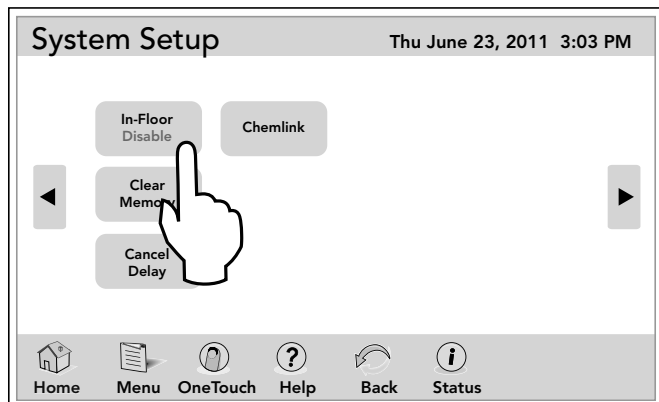 System Setup
Thu June 23, 2011 3:03 PM
In-Floor
Disable
Chemlink
Clear
Memory
Cancel
Delay
Home
Menu
OneTouch
Help
Back
Status